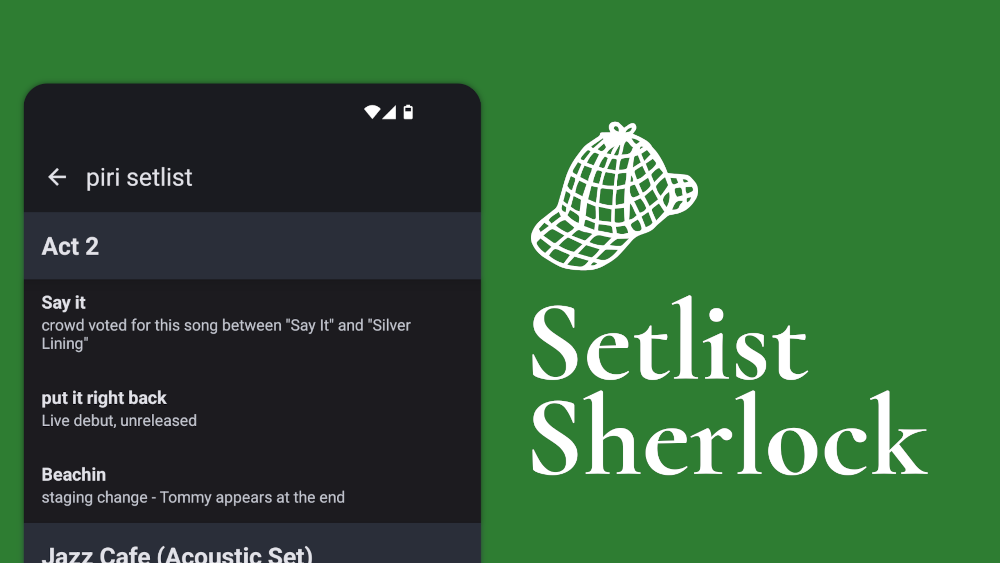 piri setlist
Act 2
Say it
crowd voted for this song between "Say It" and "Silver
Lining"
put it right back
Live debut, unreleased
Beachin
staging change - Tommy appears at the end
Jazz Cafe (Acoustic Set)
Setlist
Sherlock